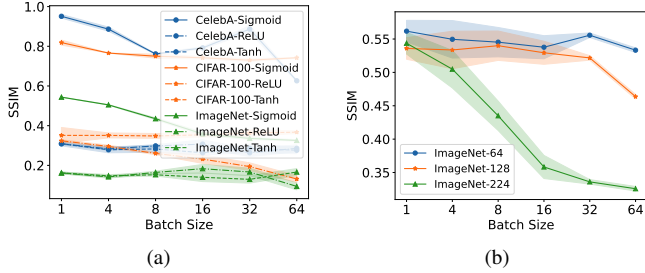 1.0
0.8
0.6
0.4
0.2
SSIM
1 4 8 16 32 64
Batch Size
CelebA-Sigmoid
CelebA-ReLU
CelebA-Tanh
CIFAR-100-Sigmoid
CIFAR-100-ReLU
CIFAR-100-Tanh
ImageNet-Sigmoid
ImageNet-ReLU
ImageNet-Tanh
(a)
0.55
0.50
0.45
0.40
0.35
SSIM
1 4 8 16 32 64
Batch Size
ImageNet-64
ImageNet-128
ImageNet-224
(b)